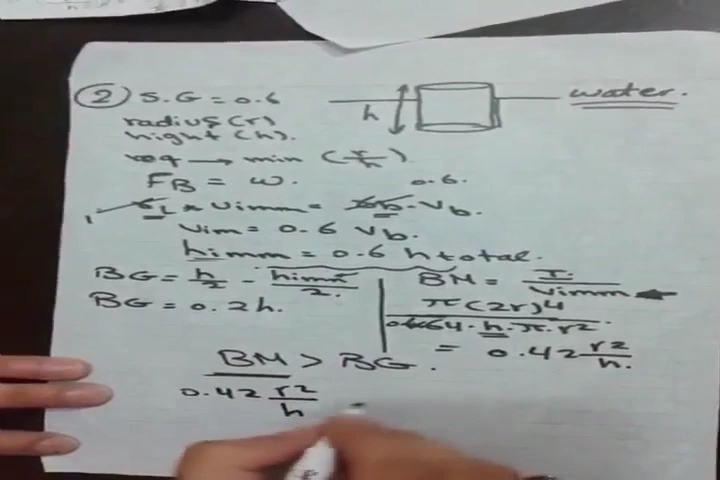 ② S.G = 0.6
water.
h
radius (r)
hight (h).
req → min (r/h)
FB = w.
0.6.
Vimm = Vb.
Vim = 0.6 Vb.
himm = 0.6 h total.
BG = h/2 - himm/2.
BG = 0.2h.
BM = I/Vimm
π(2r)4
64. h. π. r2
= 0.42 r2/h.
BM > BG.
0.42 r2/h